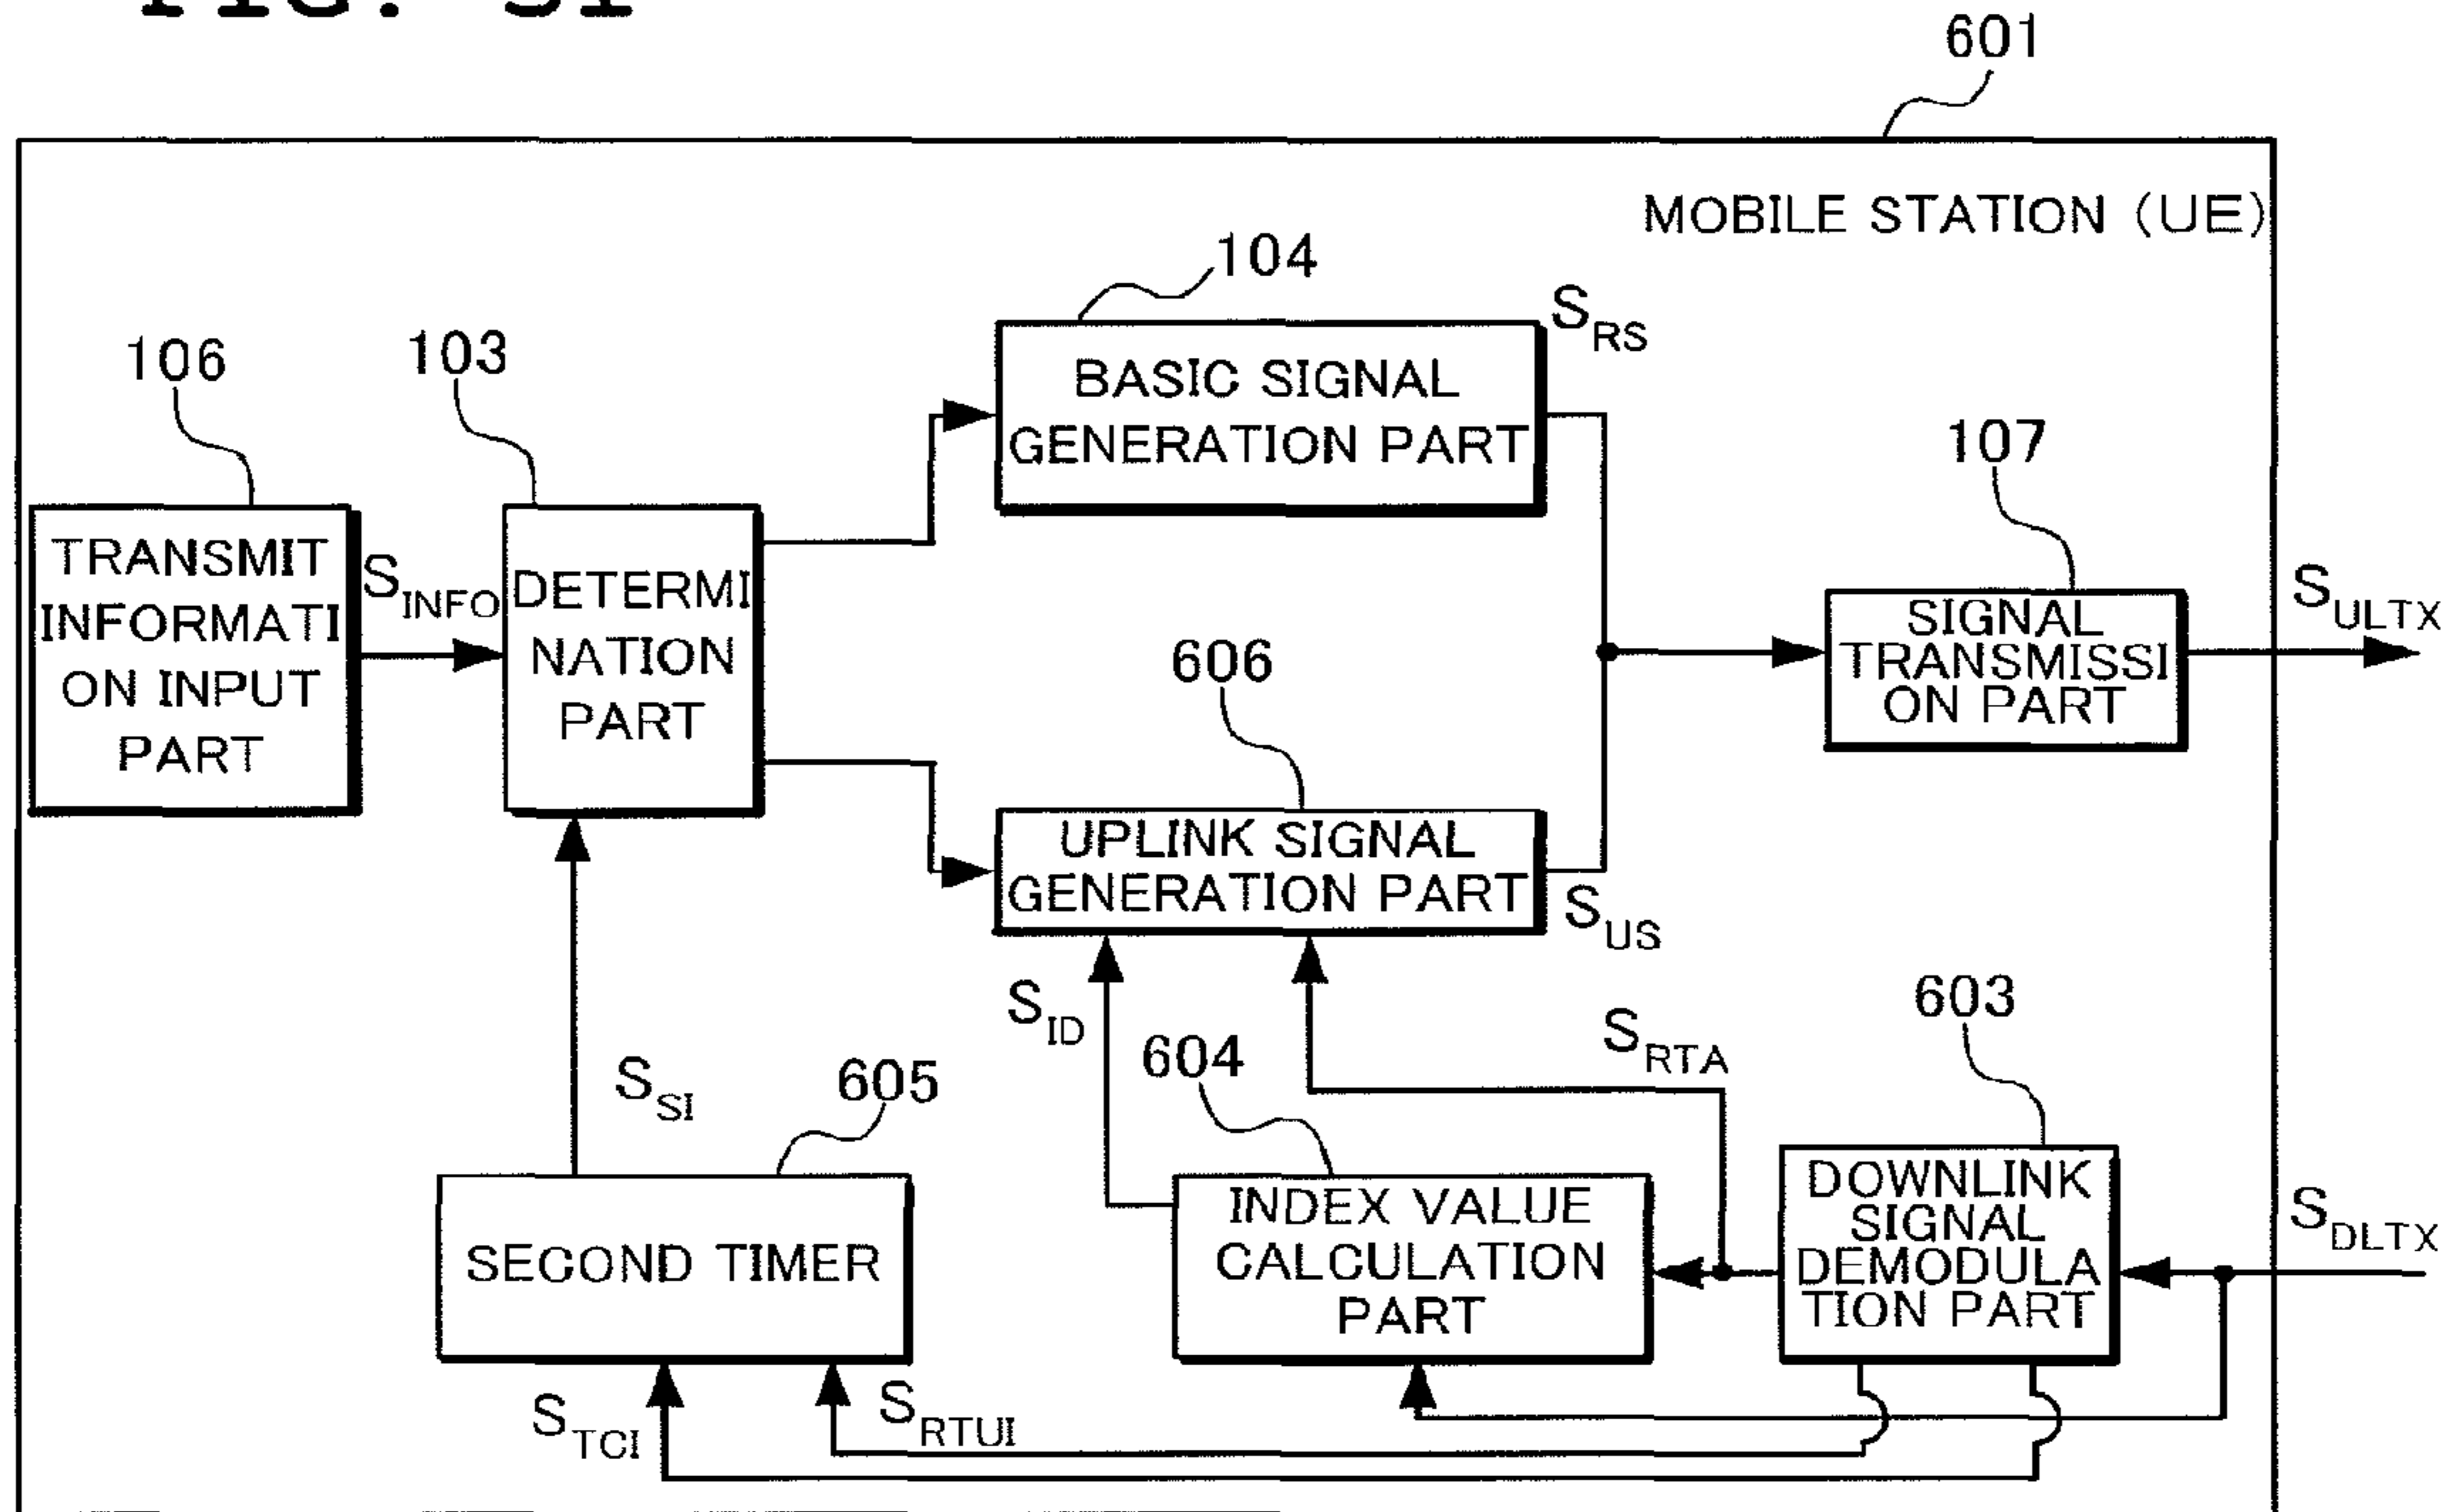 FIG. 31
601
MOBILE STATION (UE)
104
S_RS
BASIC SIGNAL
GENERATION PART
106
103
107
TRANSMIT
INFORMATI
ON INPUT
PART
S_INFO
DETERMI
NATION
PART
SIGNAL
TRANSMISSI
ON PART
S_ULTX
606
UPLINK SIGNAL
GENERATION PART
S_US
S_ID
603
S_RTA
604
S_SI
605
SECOND TIMER
INDEX VALUE
CALCULATION
PART
DOWNLINK
SIGNAL
DEMODULA
TION PART
S_DLTX
S_TCI
S_RTUI